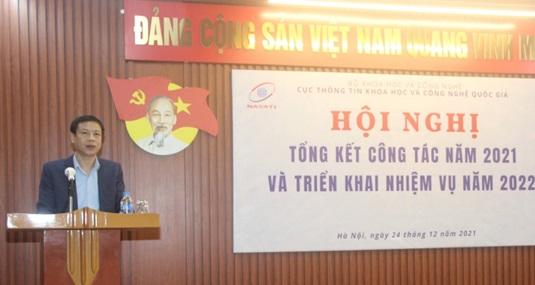 ĐẢNG CỘNG SẢN VIỆT NAM QUANG VINH M
BỘ KHOA HỌC VÀ CÔNG NGHỆ
CỤC THÔNG TIN KHOA HỌC VÀ CÔNG NGHỆ QUỐC GIA
NASATI
HỘI NGHỊ
TỔNG KẾT CÔNG TÁC NĂM 2021
VÀ TRIỂN KHAI NHIỆM VỤ NĂM 2022
Hà Nội, ngày 24 tháng 12 năm 2021